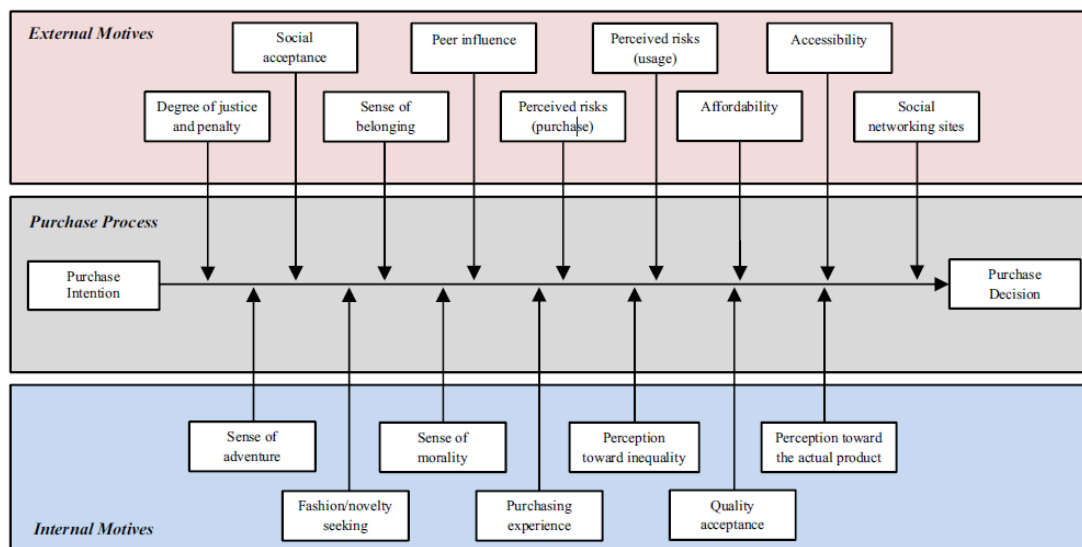 External Motives
Social
acceptance
Peer influence
Perceived risks
(usage)
Accessibility
Degree of justice
and penalty
Sense of
belonging
Perceived risks
(purchase)
Affordability
Social
networking sites
Purchase Process
Purchase
Intention
Purchase
Decision
Sense of
adventure
Sense of
morality
Perception
toward inequality
Perception toward
the actual product
Fashion/novelty
seeking
Purchasing
experience
Quality
acceptance
Internal Motives